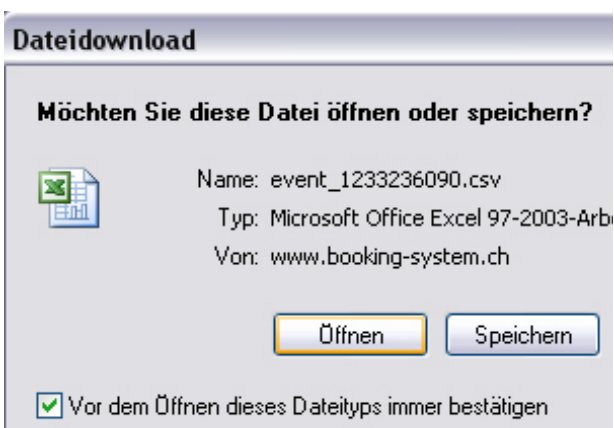 Dateidownload
Möchten Sie diese Datei öffnen oder speichern?
Name: event_1233236090.csv
Typ: Microsoft Office Excel 97-2003-Arb
Von: www.booking-system.ch
Öffnen Speichern
Vor dem Öffnen dieses Dateityps immer bestätigen